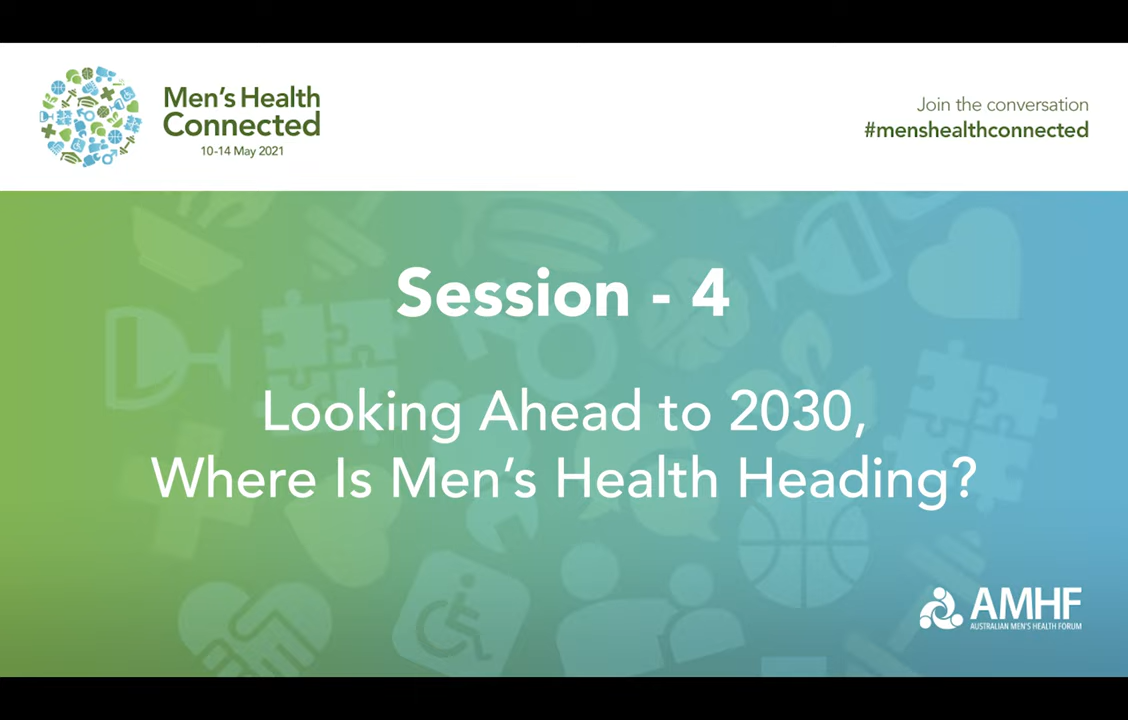 Men's Health
Connected
10-14 May 2021
Join the conversation
#menshealthconnected
Session - 4
Looking Ahead to 2030,
Where Is Men's Health Heading?
AMHF
AUSTRALIAN MEN'S HEALTH FORUM